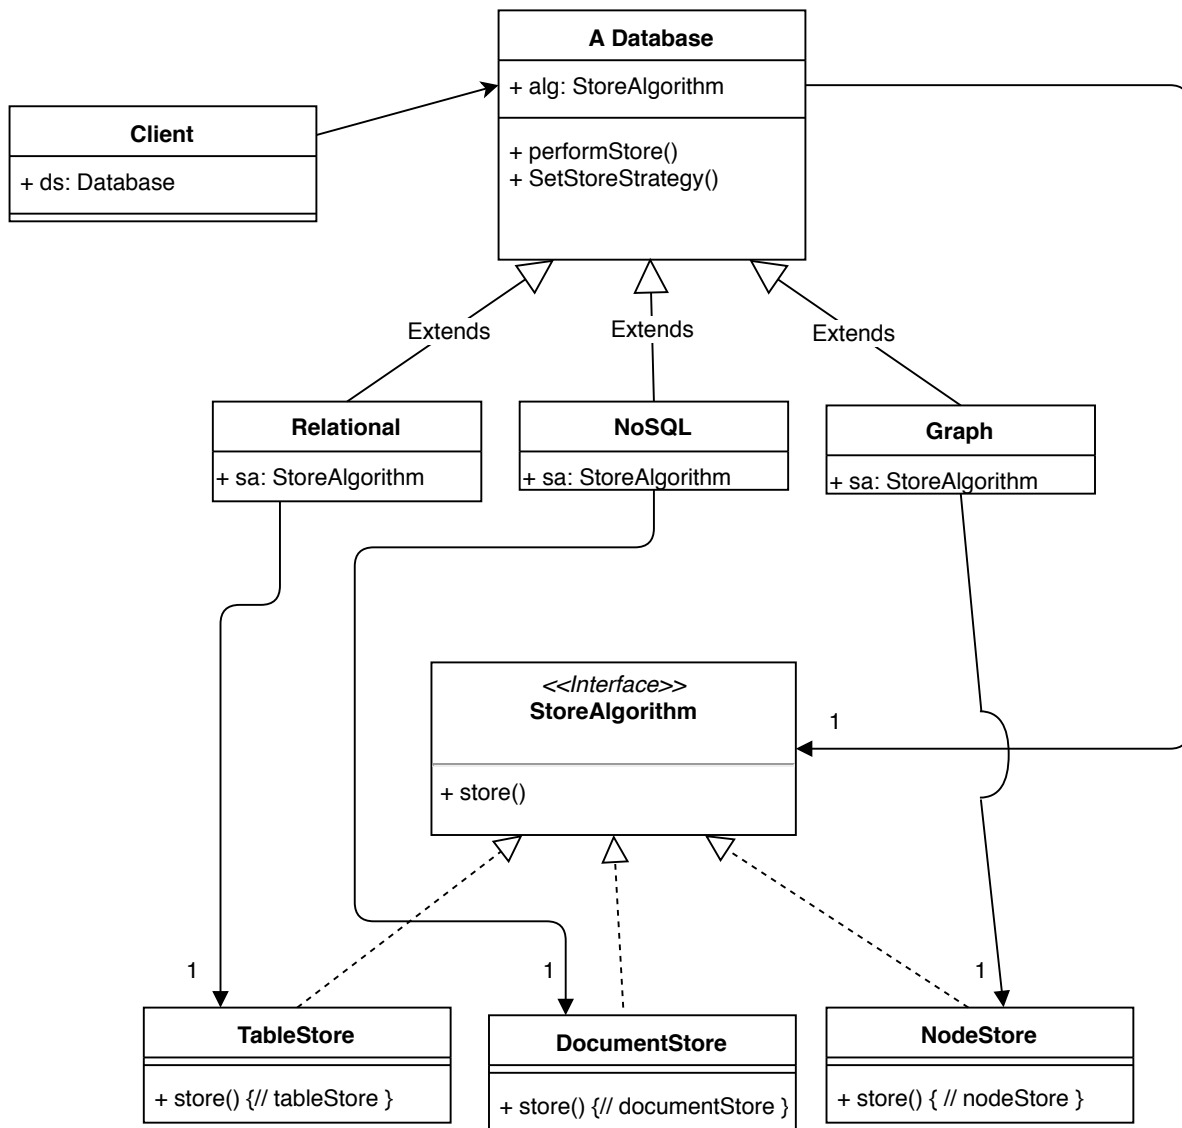 A Database
+ alg: StoreAlgorithm
+ performStore()
+ SetStoreStrategy()
Client
+ ds: Database
Extends
Extends
Extends
Relational
+ sa: StoreAlgorithm
NoSQL
+ sa: StoreAlgorithm
Graph
+ sa: StoreAlgorithm
<<Interface>>
StoreAlgorithm
+ store()
1
1
1
1
TableStore
+ store() {// tableStore }
DocumentStore
+ store() {// documentStore }
NodeStore
+ store() { // nodeStore }